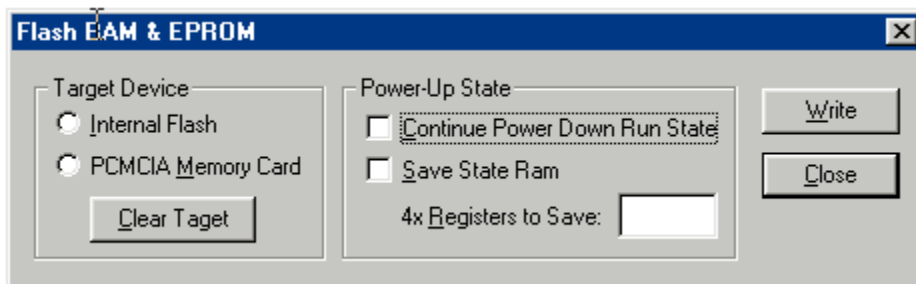 Flash EAM & EPROM
Target Device
Internal Flash
PCMCIA Memory Card
Clear Taget
Power-Up State
Continue Power Down Run State
Save State Ram
4x Registers to Save:
Write
Close